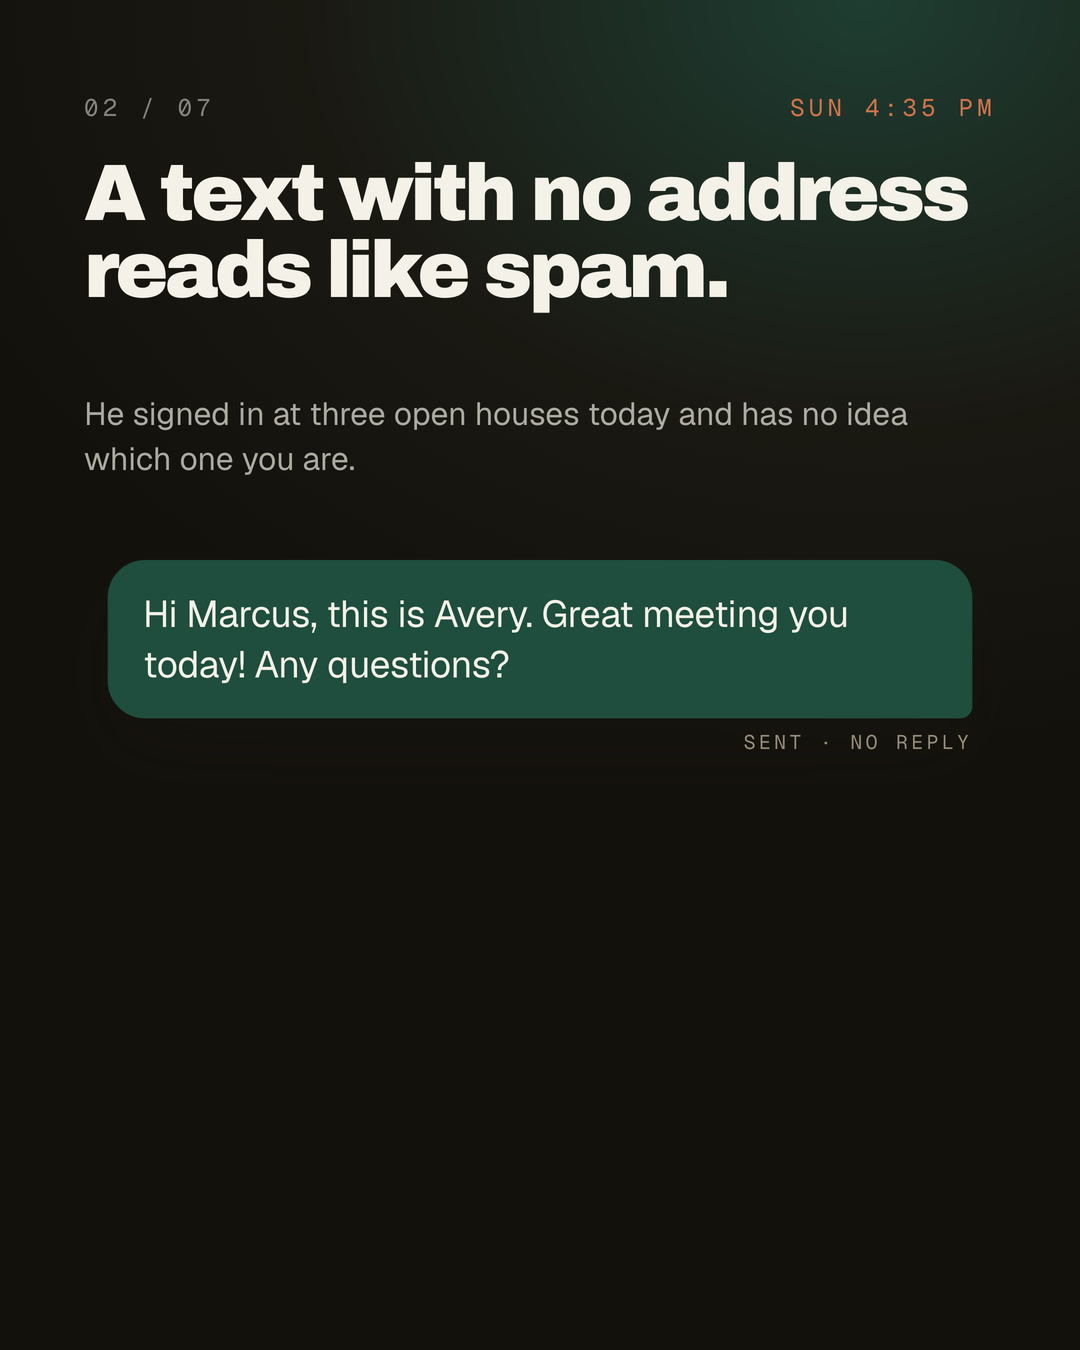 02 / 07
SUN 4:35 PM
A text with no address
reads like spam.
He signed in at three open houses today and has no idea
which one you are.
Hi Marcus, this is Avery. Great meeting you
today! Any questions?
SENT · NO REPLY